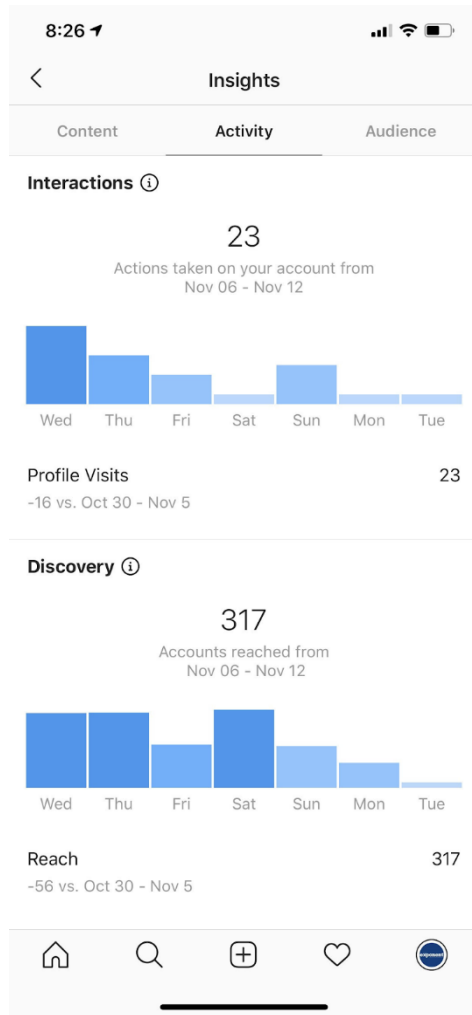 8:26
Insights
Content Activity Audience
Interactions
23
Actions taken on your account from
Nov 06 - Nov 12
Wed Thu Fri Sat Sun Mon Tue
Profile Visits 23
-16 vs. Oct 30 - Nov 5
Discovery
317
Accounts reached from
Nov 06 - Nov 12
Wed Thu Fri Sat Sun Mon Tue
Reach 317
-56 vs. Oct 30 - Nov 5